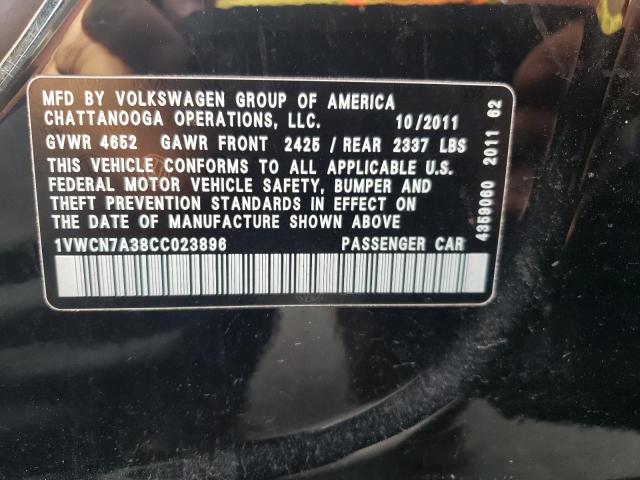 MFD BY VOLKSWAGEN GROUP OF AMERICA
CHATTANOOGA OPERATIONS, LLC. 10/2011
GVWR 4652 GAWR FRONT 2425 / REAR 2337 LBS
THIS VEHICLE CONFORMS TO ALL APPLICABLE U.S.
FEDERAL MOTOR VEHICLE SAFETY, BUMPER AND
THEFT PREVENTION STANDARDS IN EFFECT ON
THE DATE OF MANUFACTURE SHOWN ABOVE
1VWCN7A38CC023896 PASSENGER CAR
4359060 2011 62